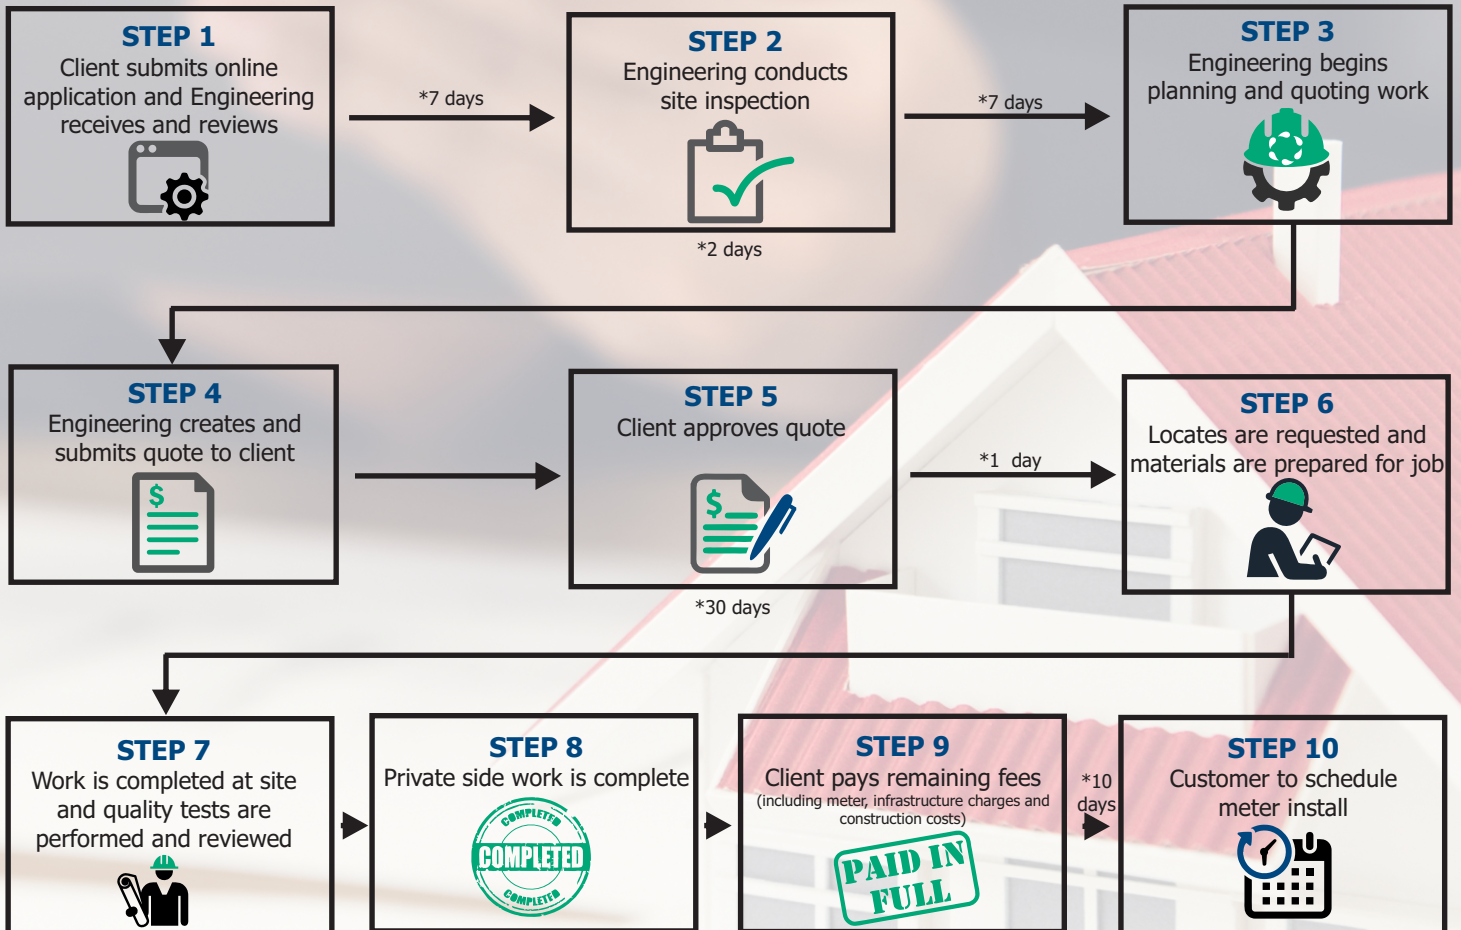 STEP 1
Client submits online
application and Engineering
receives and reviews
*7 days
STEP 2
Engineering conducts
site inspection
*2 days
*7 days
STEP 3
Engineering begins
planning and quoting work
STEP 4
Engineering creates and
submits quote to client
$
STEP 5
Client approves quote
$
*30 days
*1 day
STEP 6
Locates are requested and
materials are prepared for job
STEP 7
Work is completed at site
and quality tests are
performed and reviewed
STEP 8
Private side work is complete
COMPLETED
COMPLETED
COMPLETED
STEP 9
Client pays remaining fees
(including meter, infrastructure charges and
construction costs)
PAID IN
FULL
*10
days
STEP 10
Customer to schedule
meter install